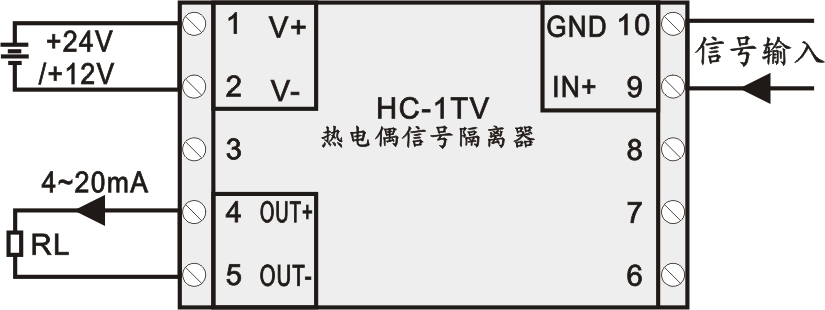 +24V
/+12V
1 V+
2 V-
3
4~20mA
4 OUT+
RL
5 OUT-
HC-1TV
热电偶信号隔离器
GND 10
IN+ 9
信号输入
8
7
6